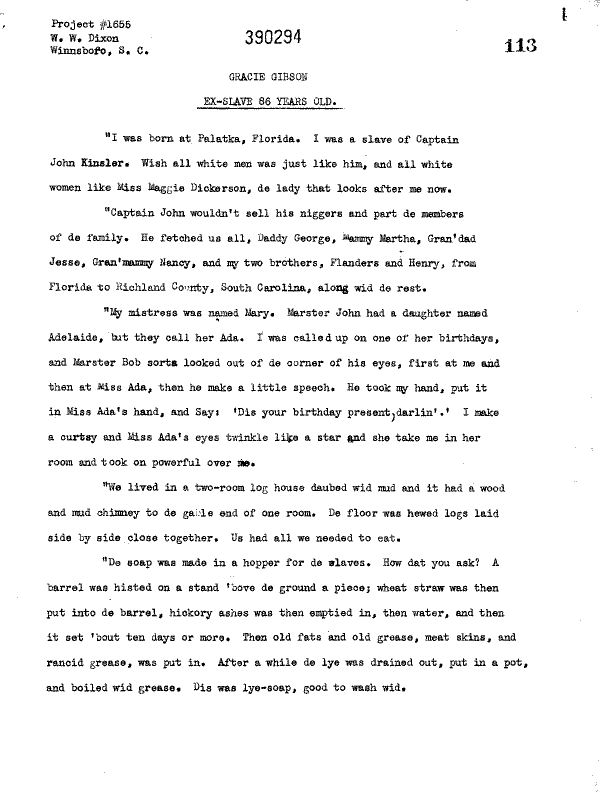 Project #1655
W. W. Dixon
Winnsboro, S. C.
390294
113
GRACIE GIBSON
EX-SLAVE 86 YEARS OLD.
"I was born at Palatka, Florida. I was a slave of Captain
John Kinsler. Wish all white men was just like him, and all white
women like Miss Maggie Dickerson, de lady that looks after me now.
"Captain John wouldn't sell his niggers and part de members
of de family. He fetched us all, Daddy George, Mammy Martha, Gran'dad
Jesse, Gran'mammy Nancy, and my two brothers, Flanders and Henry, from
Florida to Richland County, South Carolina, along wid de rest.
"My mistress was named Mary. Marster John had a daughter named
Adelaide, but they call her Ada. I was called up on one of her birthdays,
and Marster Bob sorta looked out of de corner of his eyes, first at me and
then at Miss Ada, then he make a little speech. He took my hand, put it
in Miss Ada's hand, and Say: 'Dis your birthday present, darlin'.' I make
a curtsy and Miss Ada's eyes twinkle like a star and she take me in her
room and took on powerful over me.
"We lived in a two-room log house daubed wid mud and it had a wood
and mud chimney to de gable end of one room. De floor was hewed logs laid
side by side close together. Us had all we needed to eat.
"De soap was made in a hopper for de slaves. How dat you ask? A
barrel was histed on a stand 'bove de ground a piece; wheat straw was then
put into de barrel, hickory ashes was then emptied in, then water, and then
it set 'bout ten days or more. Then old fats and old grease, meat skins, and
rancid grease, was put in. After a while de lye was drained out, put in a pot,
and boiled wid grease. Dis was lye-soap, good to wash wid.